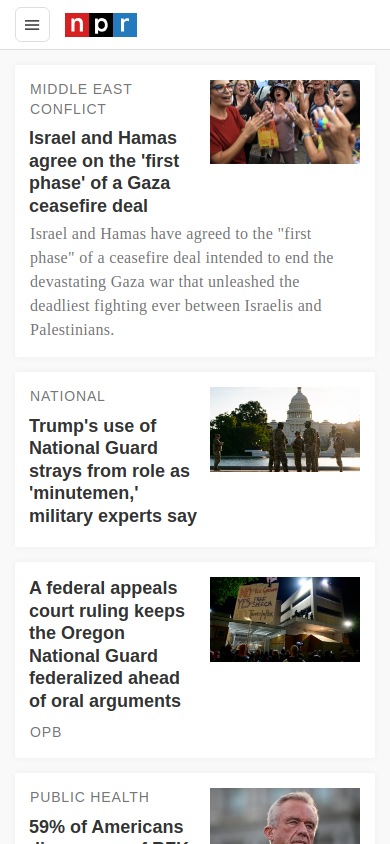 npr
MIDDLE EAST
CONFLICT
Israel and Hamas
agree on the 'first
phase' of a Gaza
ceasefire deal
Israel and Hamas have agreed to the "first
phase" of a ceasefire deal intended to end the
devastating Gaza war that unleashed the
deadliest fighting ever between Israelis and
Palestinians.
NATIONAL
Trump's use of
National Guard
strays from role as
'minutemen,'
military experts say
A federal appeals
court ruling keeps
the Oregon
National Guard
federalized ahead
of oral arguments
OPB
PUBLIC HEALTH
59% of Americans